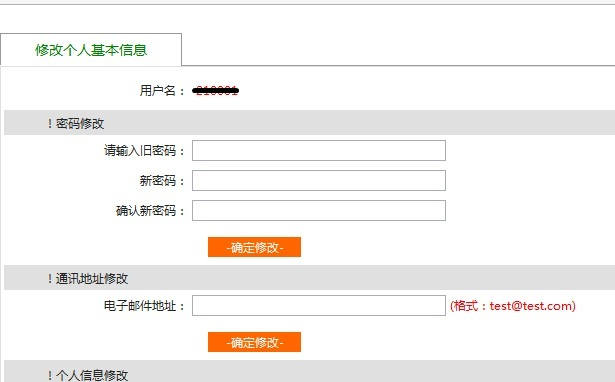 修改个人基本信息
用户名：
! 密码修改
请输入旧密码：
新密码：
确认新密码：
-确定修改-
! 通讯地址修改
电子邮件地址： (格式：test@test.com)
-确定修改-
! 个人信息修改